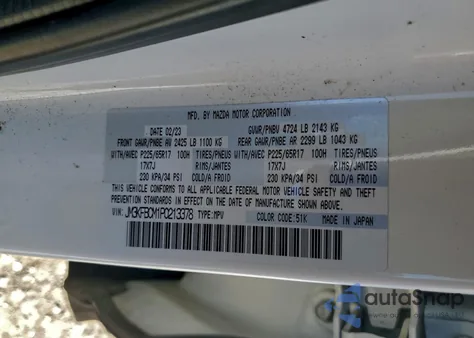 MFD. BY MAZDA MOTOR CORPORATION
DATE 02/23 GVWR/PNBV 4724 LB 2143 KG
FRONT GAWR/PNBE AV 2425 LB 1100 KG REAR GAWR/PNBE AR 2299 LB 1043 KG
WITH/AVEC P225/65R17 100H TIRES/PNEUS WITH/AVEC P225/65R17 100H TIRES/PNEUS
17X7J RIMS/JANTES 17X7J RIMS/JANTES
230 KPA/34 PSI COLD/A FROID 230 KPA/34 PSI COLD/A FROID
THIS VEHICLE CONFORMS TO ALL APPLICABLE FEDERAL MOTOR VEHICLE SAFETY AND
THEFT PREVENTION STANDARDS IN EFFECT ON THE DATE OF MANUFACTURE SHOWN ABOVE.
VIN: JM3KFBCM1P0213378 TYPE:MPV COLOR CODE:51K MADE IN JAPAN
autoSnap